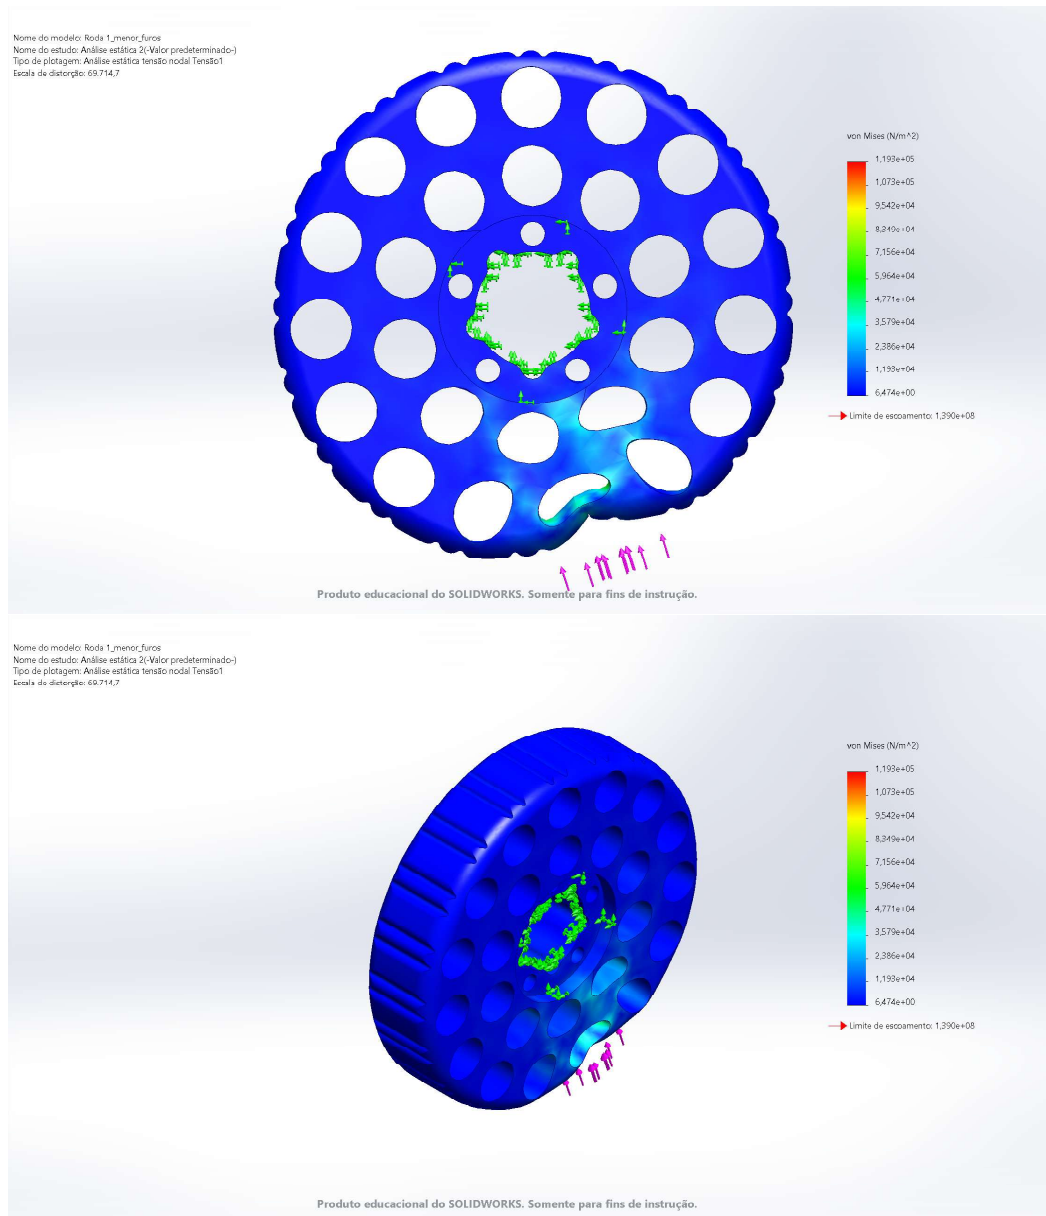 Nome do modelo: Roda 1_menor_furos
Nome do estudo: Análise estática 2(-Valor predeterminado-)
Tipo de plotagem: Análise estática tensão nodal Tensão1
Escala de distorção: 69.714,7
von Mises (N/m^2)
1,193e+05
1,073e+05
9,542e+04
8,349e+04
7,156e+04
5,964e+04
4,771e+04
3,579e+04
2,386e+04
1,193e+04
6,474e+00
Limite de escoamento: 1,390e+08
Produto educacional do SOLIDWORKS. Somente para fins de instrução.
Nome do modelo: Roda 1_menor_furos
Nome do estudo: Análise estática 2(-Valor predeterminado-)
Tipo de plotagem: Análise estática tensão nodal Tensão1
Escala de distorção: 69.714,7
von Mises (N/m^2)
1,193e+05
1,073e+05
9,542e+04
8,349e+04
7,156e+04
5,964e+04
4,771e+04
3,579e+04
2,386e+04
1,193e+04
6,474e+00
Limite de escoamento: 1,390e+08
Produto educacional do SOLIDWORKS. Somente para fins de instrução.